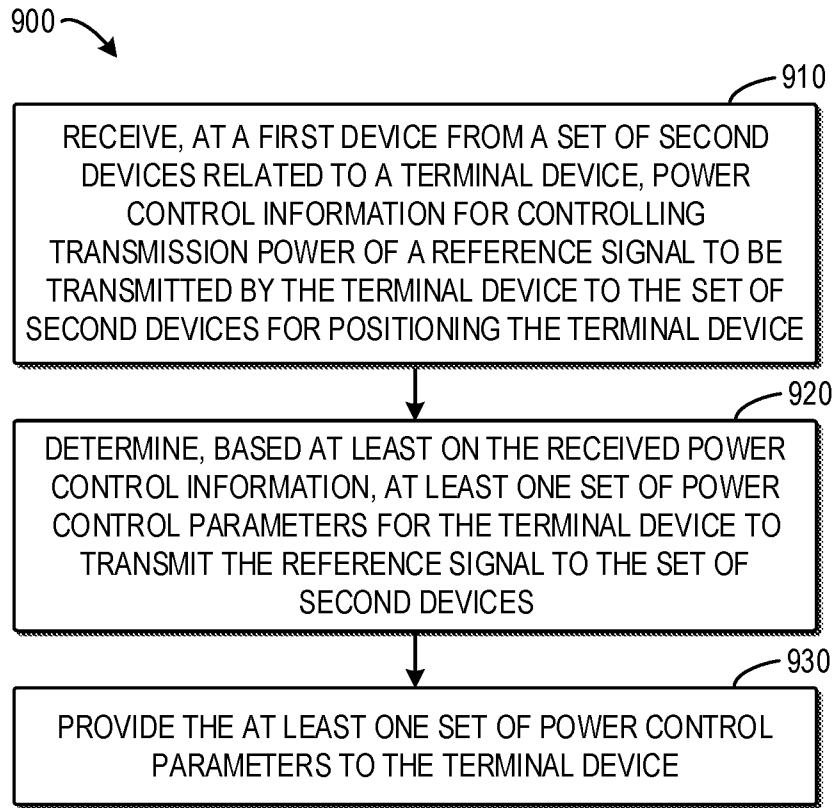 900
910
RECEIVE, AT A FIRST DEVICE FROM A SET OF SECOND
DEVICES RELATED TO A TERMINAL DEVICE, POWER
CONTROL INFORMATION FOR CONTROLLING
TRANSMISSION POWER OF A REFERENCE SIGNAL TO BE
TRANSMITTED BY THE TERMINAL DEVICE TO THE SET OF
SECOND DEVICES FOR POSITIONING THE TERMINAL DEVICE
920
DETERMINE, BASED AT LEAST ON THE RECEIVED POWER
CONTROL INFORMATION, AT LEAST ONE SET OF POWER
CONTROL PARAMETERS FOR THE TERMINAL DEVICE TO
TRANSMIT THE REFERENCE SIGNAL TO THE SET OF
SECOND DEVICES
930
PROVIDE THE AT LEAST ONE SET OF POWER CONTROL
PARAMETERS TO THE TERMINAL DEVICE